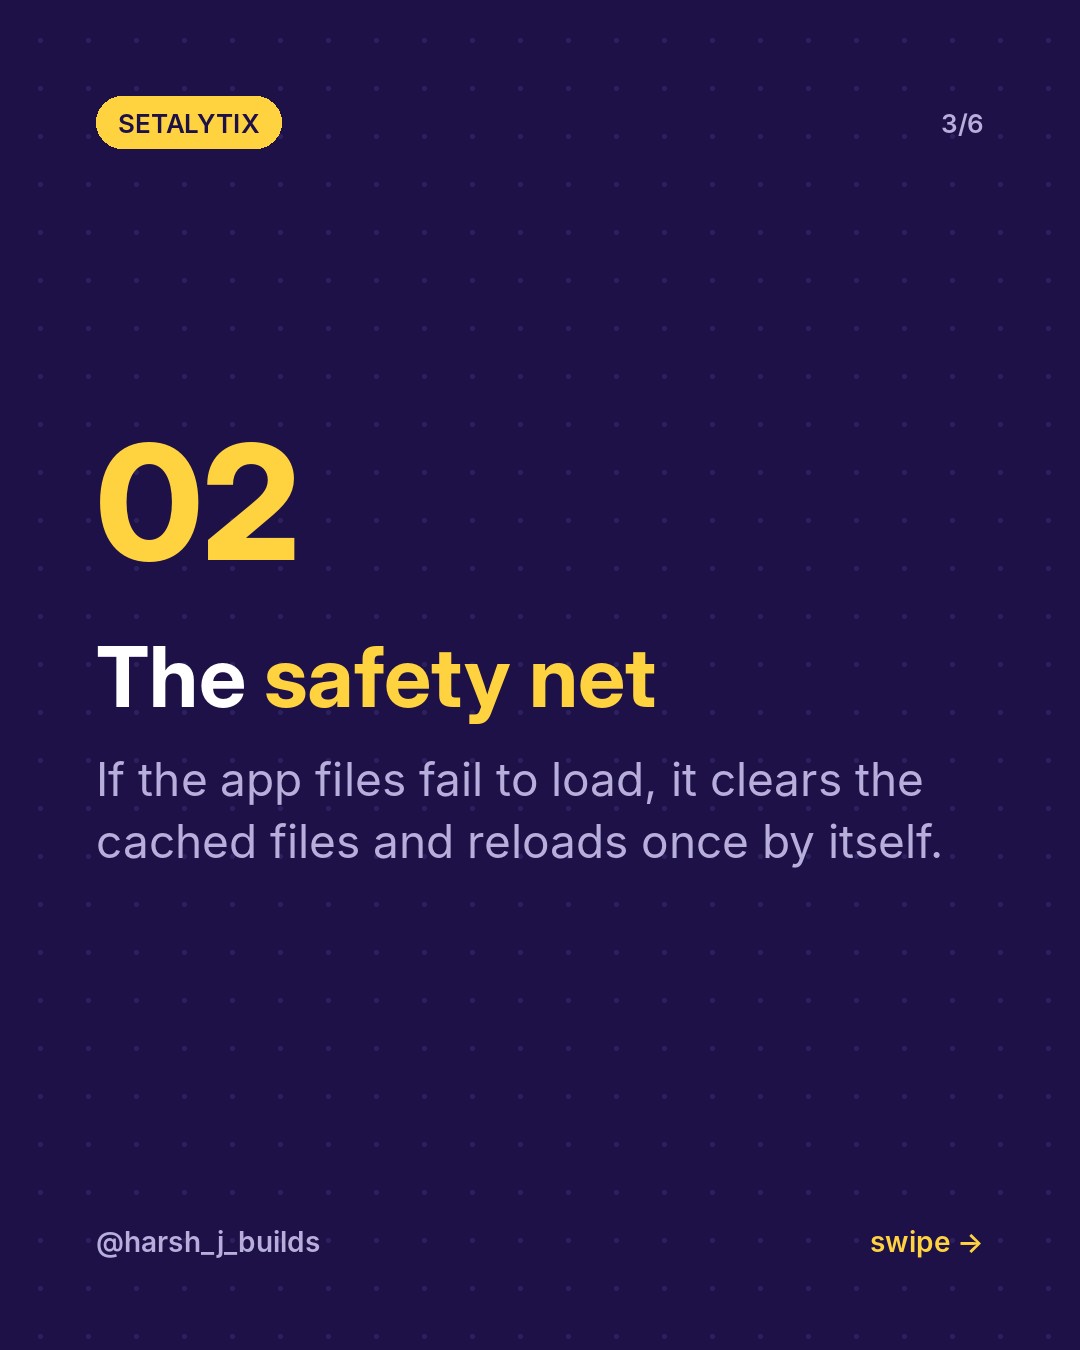 SETALYTIX
3/6
02
The safety net
If the app files fail to load, it clears the
cached files and reloads once by itself.
@harsh_j_builds
swipe →